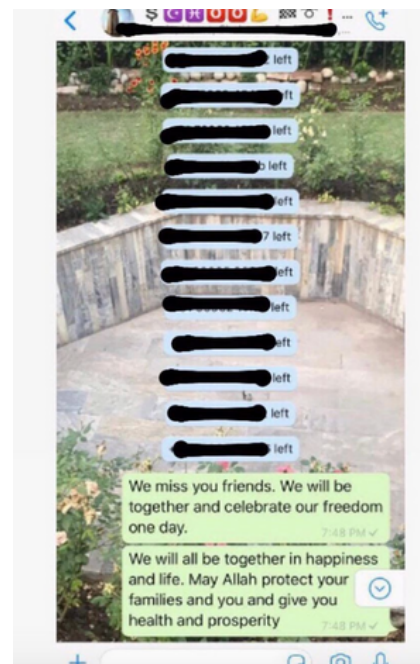 left
ft
left
left
left
7 left
left
eft
left
left
left
We miss you friends. We will be
together and celebrate our freedom
one day.
7:48 PM
We will all be together in happiness
and life. May Allah protect your
families and you and give you
health and prosperity
7:48 PM